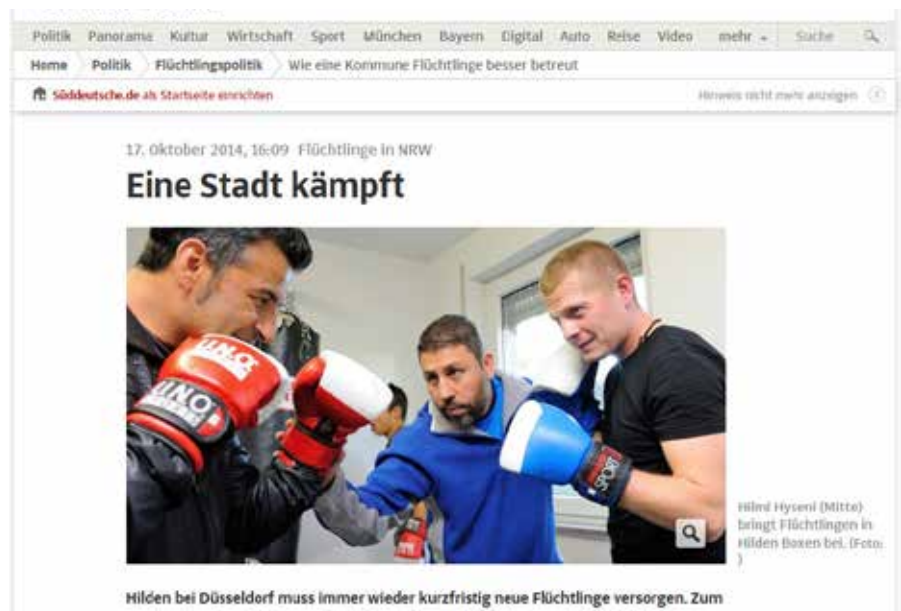 Politik Panorama Kultur Wirtschaft Sport München Bayern Digital Auto Reise Video mehr Suche
Home Politik Flüchtlingspolitik Wie eine Kommune Flüchtlinge besser betreut
Süddeutsche.de als Startseite einrichten Hinweis nicht mehr anzeigen
17. Oktober 2014, 16:09 Flüchtlinge in NRW
Eine Stadt kämpft
SPORT
Hilmi Hyseni (Mitte)
bringt Flüchtlingen in
Hilden Boxen bei. (Foto:
)
Hilden bei Düsseldorf muss immer wieder kurzfristig neue Flüchtlinge versorgen. Zum